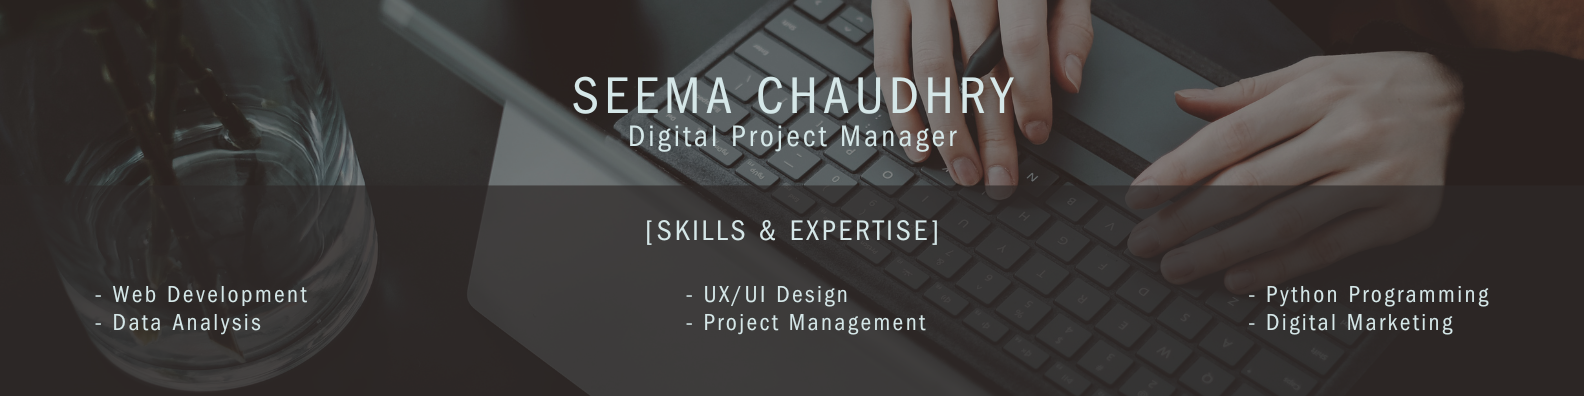 SEEMA CHAUDHRY
Digital Project Manager
[SKILLS & EXPERTISE]
- Web Development
- Data Analysis
- UX/UI Design
- Project Management
- Python Programming
- Digital Marketing